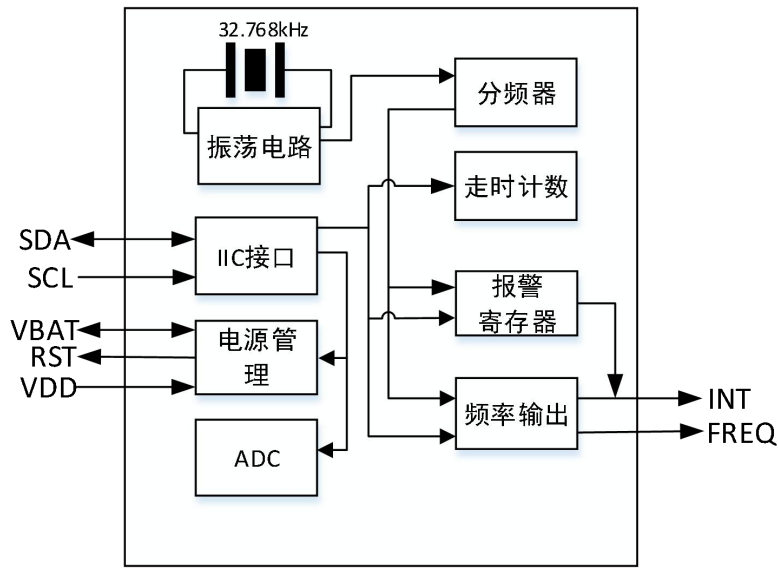 32.768kHz
振荡电路
分频器
走时计数
SDA
SCL
IIC接口
报警
寄存器
VBAT
RST
VDD
电源管
理
频率输出
INT
FREQ
ADC